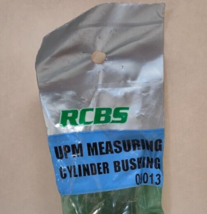 RCBS
UPM MEASURING
CYLINDER BUSHING
09013